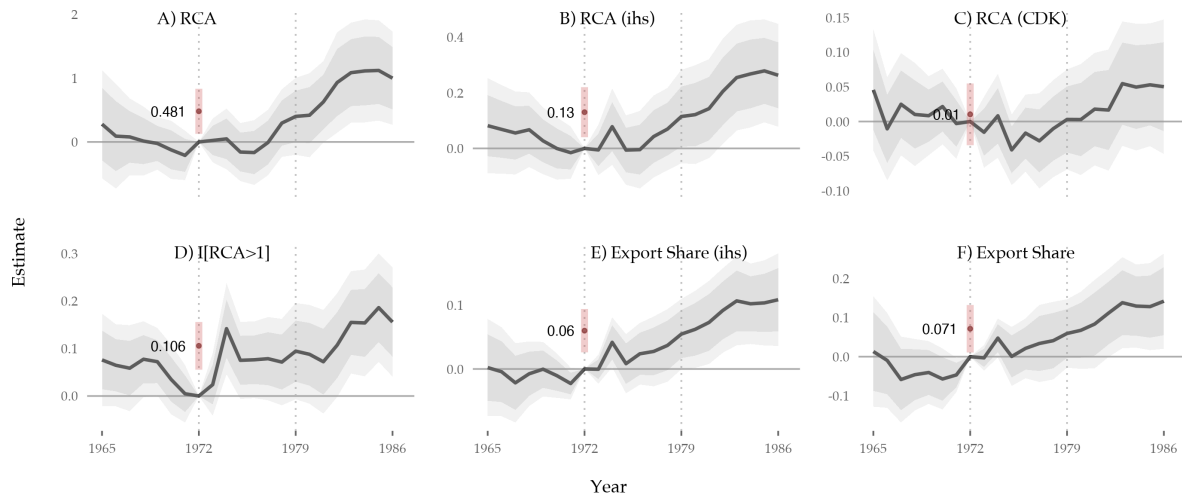 A) RCA
2
1
0
0.481
B) RCA (ihs)
0.4
0.2
0.0
0.13
C) RCA (CDK)
0.15
0.10
0.05
0.00
-0.05
-0.10
0.01
Estimate
D) I[RCA>1]
0.3
0.2
0.1
0.0
0.106
1965 1972 1979 1986
E) Export Share (ihs)
0.1
0.0
0.06
1965 1972 1979 1986
F) Export Share
0.2
0.1
0.0
-0.1
0.071
1965 1972 1979 1986
Year